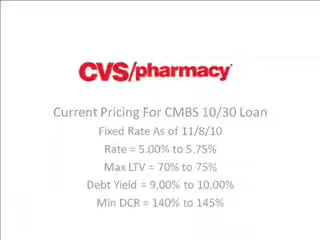 CVS/pharmacy
Current Pricing For CMBS 10/30 Loan
Fixed Rate As of 11/8/10
Rate = 5.00% to 5.75%
Max LTV = 70% to 75%
Debt Yield = 9.00% to 10.00%
Min DCR = 140% to 145%